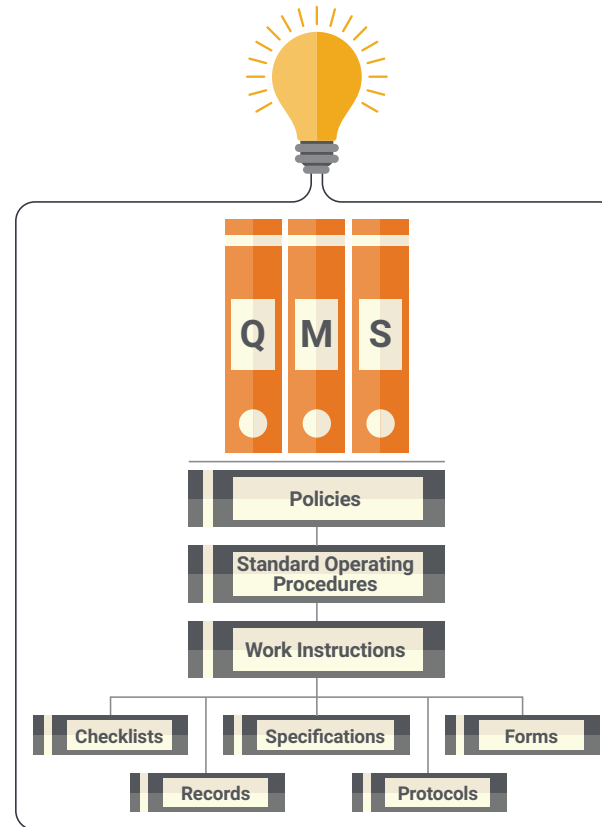 Q M S
Policies
Standard Operating
Procedures
Work Instructions
Checklists
Specifications
Forms
Records
Protocols